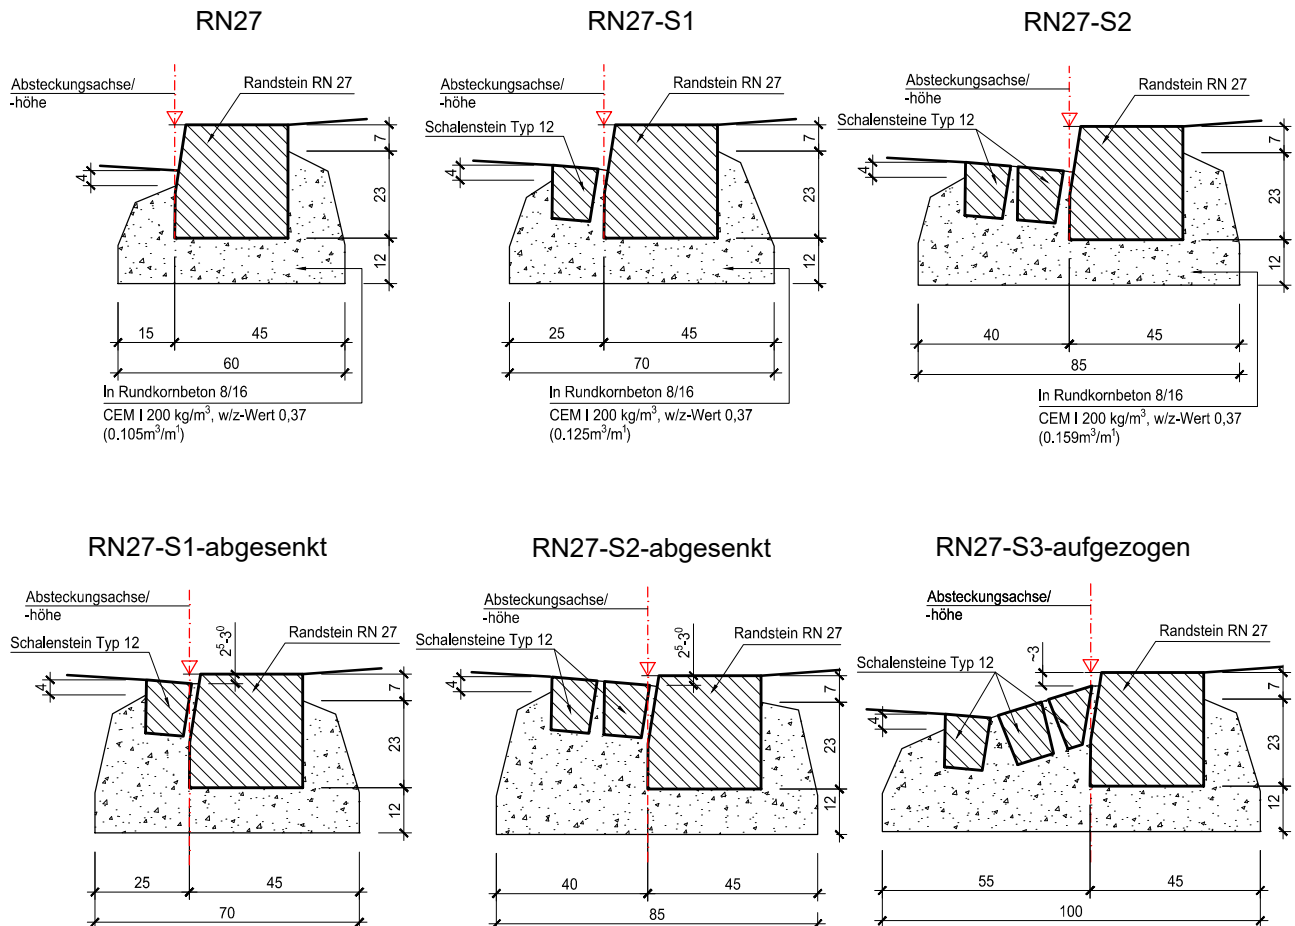 RN27
Absteckungsachse/
-höhe
Randstein RN 27
4
7
23
12
15
45
60
In Rundkornbeton 8/16
CEM I 200 kg/m³, w/z-Wert 0,37
(0.105m³/m¹)
RN27-S1
Absteckungsachse/
-höhe
Randstein RN 27
Schalenstein Typ 12
4
7
23
12
25
45
70
In Rundkornbeton 8/16
CEM I 200 kg/m³, w/z-Wert 0,37
(0.125m³/m¹)
RN27-S2
Absteckungsachse/
-höhe
Randstein RN 27
Schalensteine Typ 12
4
7
23
12
40
45
85
In Rundkornbeton 8/16
CEM I 200 kg/m³, w/z-Wert 0,37
(0.159m³/m¹)
RN27-S1-abgesenkt
Absteckungsachse/
-höhe
Schalenstein Typ 12
2⁵-3⁰
Randstein RN 27
4
7
23
12
25
45
70
RN27-S2-abgesenkt
Absteckungsachse/
-höhe
Schalensteine Typ 12
2⁵-3⁰
Randstein RN 27
4
7
23
12
40
45
85
RN27-S3-aufgezogen
Absteckungsachse/
-höhe
Schalensteine Typ 12
~3
Randstein RN 27
4
7
23
12
55
45
100